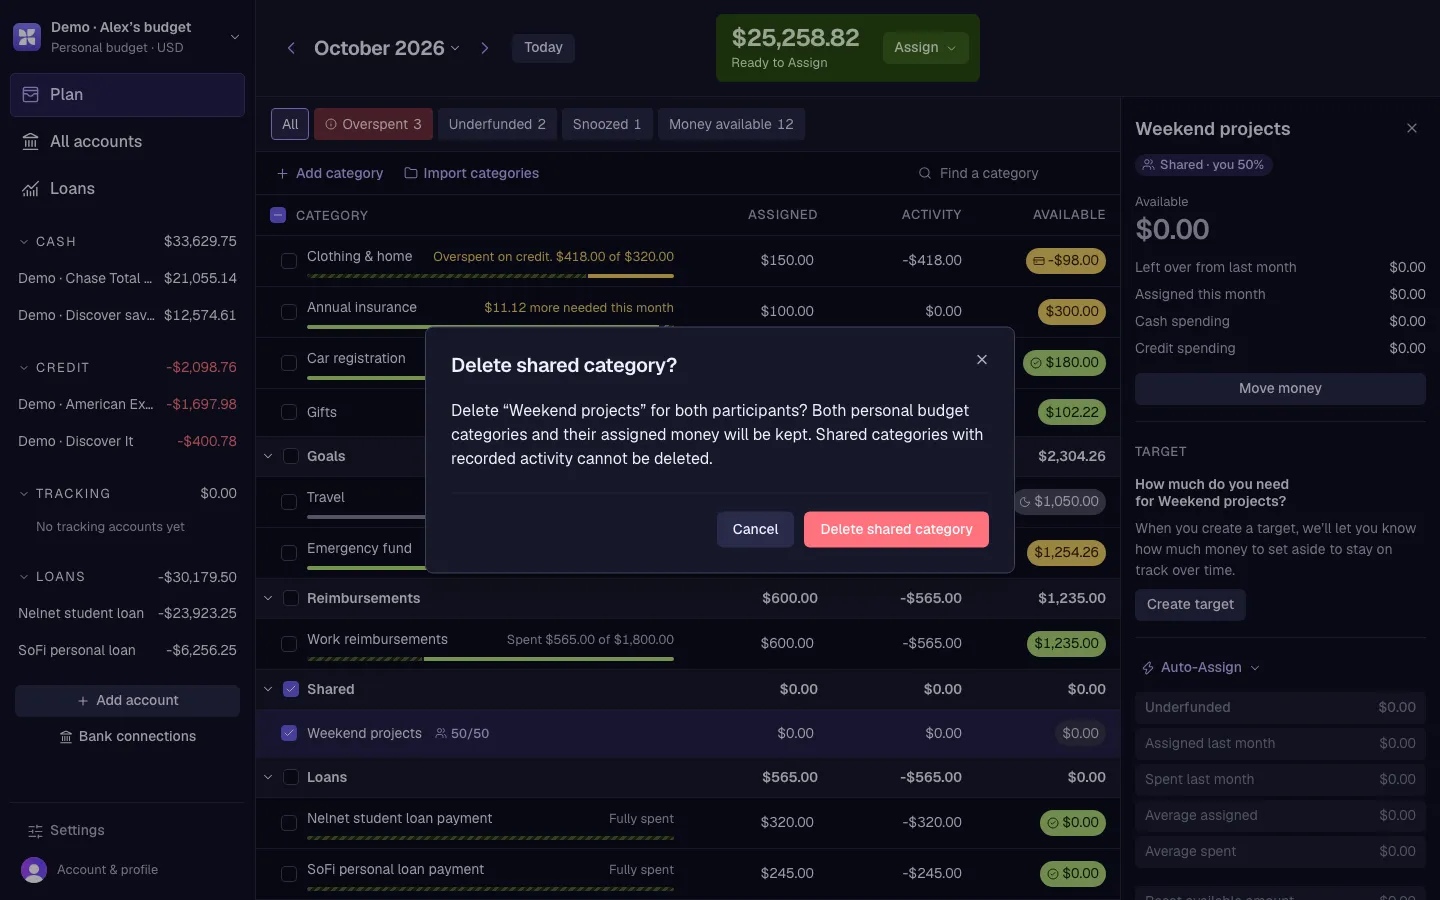 Demo · Alex's budget
Personal budget · USD
Plan
All accounts
Loans
CASH $33,629.75
Demo · Chase Total ... $21,055.14
Demo · Discover sav... $12,574.61
CREDIT -$2,098.76
Demo · American Ex... -$1,697.98
Demo · Discover It -$400.78
TRACKING $0.00
No tracking accounts yet
LOANS -$30,179.50
Nelnet student loan -$23,923.25
SoFi personal loan -$6,256.25
Add account
Bank connections
Settings
Account & profile
October 2026
Today
$25,258.82
Ready to Assign
Assign
All
Overspent 3
Underfunded 2
Snoozed 1
Money available 12
Add category
Import categories
Find a category
CATEGORY ASSIGNED ACTIVITY AVAILABLE
Clothing & home Overspent on credit. $418.00 of $320.00 $150.00 -$418.00 -$98.00
Annual insurance $11.12 more needed this month $100.00 $0.00 $300.00
Car registration $180.00
Gifts $102.22
Goals $2,304.26
Travel $1,050.00
Emergency fund $1,254.26
Reimbursements $600.00 -$565.00 $1,235.00
Work reimbursements Spent $565.00 of $1,800.00 $600.00 -$565.00 $1,235.00
Shared $0.00 $0.00 $0.00
Weekend projects 50/50 $0.00 $0.00 $0.00
Loans $565.00 -$565.00 $0.00
Nelnet student loan payment Fully spent $320.00 -$320.00 $0.00
SoFi personal loan payment Fully spent $245.00 -$245.00 $0.00
Delete shared category?
Delete “Weekend projects” for both participants? Both personal budget
categories and their assigned money will be kept. Shared categories with
recorded activity cannot be deleted.
Cancel
Delete shared category
Weekend projects
Shared · you 50%
Available
$0.00
Left over from last month $0.00
Assigned this month $0.00
Cash spending $0.00
Credit spending $0.00
Move money
TARGET
How much do you need
for Weekend projects?
When you create a target, we'll let you know
how much money to set aside to stay on
track over time.
Create target
Auto-Assign
Underfunded $0.00
Assigned last month $0.00
Spent last month $0.00
Average assigned $0.00
Average spent $0.00